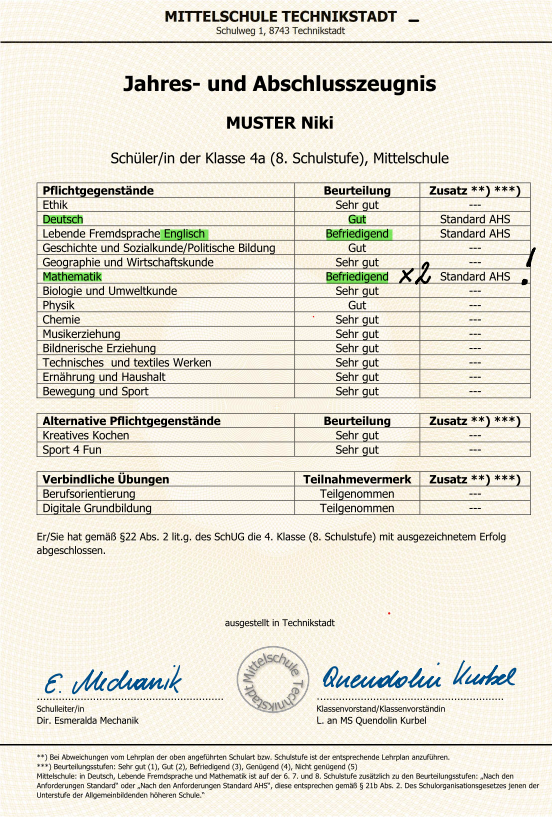 MITTELSCHULE TECHNIKSTADT
Schulweg 1, 8743 Technikstadt
Jahres- und Abschlusszeugnis
MUSTER Niki
Schüler/in der Klasse 4a (8. Schulstufe), Mittelschule
Pflichtgegenstände Beurteilung Zusatz **) ***)
Ethik Sehr gut ---
Deutsch Gut Standard AHS
Lebende Fremdsprache Englisch Befriedigend Standard AHS
Geschichte und Sozialkunde/Politische Bildung Gut ---
Geographie und Wirtschaftskunde Sehr gut ---
Mathematik Befriedigend x2 Standard AHS !
Biologie und Umweltkunde Sehr gut ---
Physik Gut ---
Chemie Sehr gut ---
Musikerziehung Sehr gut ---
Bildnerische Erziehung Sehr gut ---
Technisches und textiles Werken Sehr gut ---
Ernährung und Haushalt Sehr gut ---
Bewegung und Sport Sehr gut ---
Alternative Pflichtgegenstände Beurteilung Zusatz **) ***)
Kreatives Kochen Sehr gut ---
Sport 4 Fun Sehr gut ---
Verbindliche Übungen Teilnahmevermerk Zusatz **) ***)
Berufsorientierung Teilgenommen ---
Digitale Grundbildung Teilgenommen ---
Er/Sie hat gemäß §22 Abs. 2 lit.g. des SchUG die 4. Klasse (8. Schulstufe) mit ausgezeichnetem Erfolg
abgeschlossen.
ausgestellt in Technikstadt
E. Mechanik
Mittelschule Technikstadt
Quendolin Kurbel
Schulleiter/in
Dir. Esmeralda Mechanik
Klassenvorstand/Klassenvorständin
L. an MS Quendolin Kurbel
**) Bei Abweichungen vom Lehrplan der oben angeführten Schulart bzw. Schulstufe ist der entsprechende Lehrplan anzuführen.
***) Beurteilungsstufen: Sehr gut (1), Gut (2), Befriedigend (3), Genügend (4), Nicht genügend (5)
Mittelschule: in Deutsch, Lebende Fremdsprache und Mathematik ist auf der 6. 7. und 8. Schulstufe zusätzlich zu den Beurteilungsstufen: „Nach den
Anforderungen Standard" oder „Nach den Anforderungen Standard AHS", diese entsprechen gemäß § 21b Abs. 2. Des Schulorganisationsgesetzes jenen der
Unterstufe der Allgemeinbildenden höheren Schule."